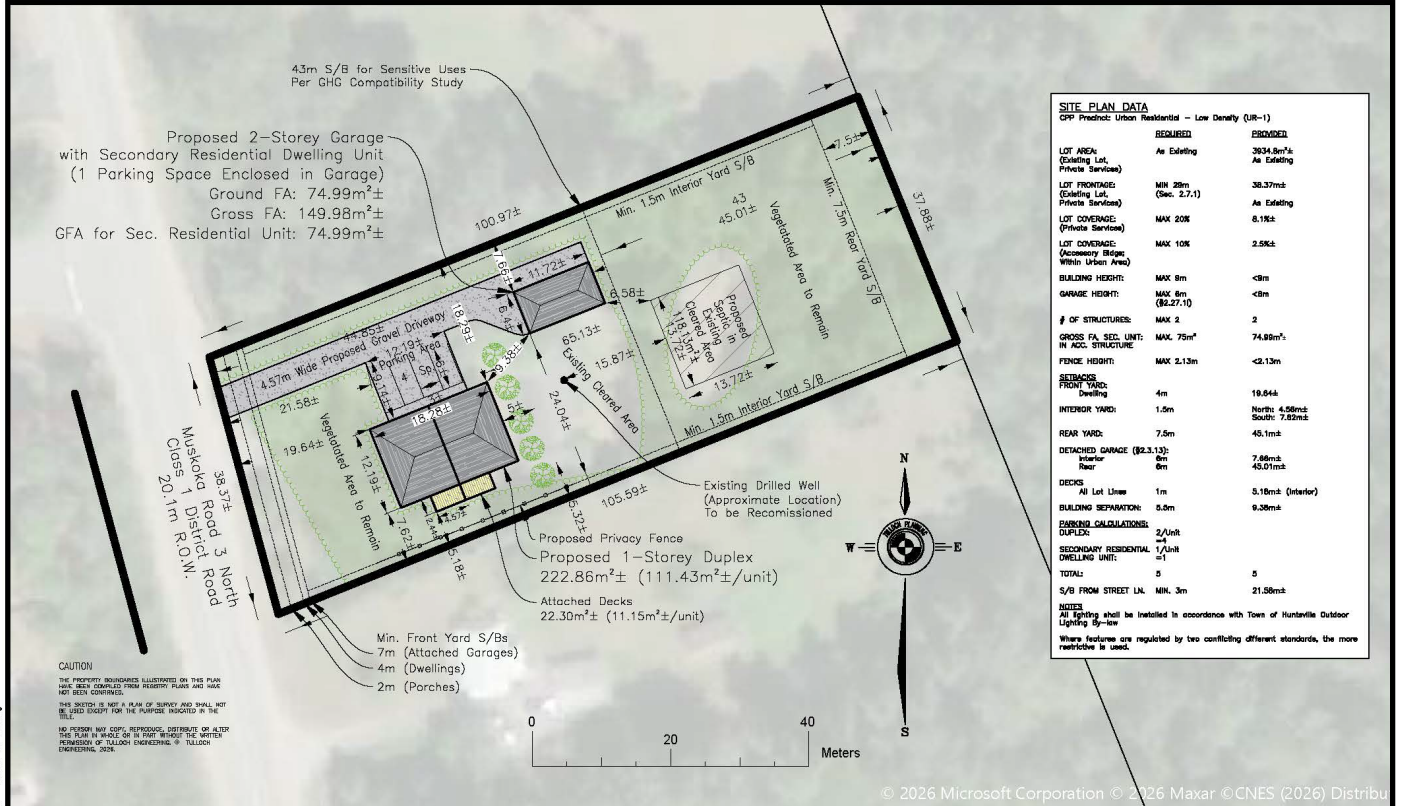 43m S/B for Sensitive Uses
Per GHG Compatibility Study
Proposed 2-Storey Garage
with Secondary Residential Dwelling Unit
(1 Parking Space Enclosed in Garage)
Ground FA: 74.99m²±
Gross FA: 149.98m²±
GFA for Sec. Residential Unit: 74.99m²±
100.97±
Min. 1.5m Interior Yard S/B
7.5±
Min. 7.5m Rear Yard S/B
37.88±
43
45.01±
Vegetatated Area to Remain
7.66±
11.72±
6.4±
6.58±
18.29±
44.85±
4.57m Wide Proposed Gravel Driveway
12.19±
Parking Area
4 Sp.
9.38±
65.13±
15.87±
Existing Cleared Area
24.04±
Proposed
Septic in
Existing
Cleared Area
118.13m²±
13.72±
13.72±
Min. 1.5m Interior Yard S/B
21.58±
18.28±
19.64±
12.19±
Vegetatated Area to Remain
7.62±
2.44±
4.57±
5.18±
5.32±
105.59±
38.37±
Muskoka Road 3 North
Class 1 District Road
20.1m R.O.W.
Existing Drilled Well
(Approximate Location)
To be Recomissioned
Proposed Privacy Fence
Proposed 1-Storey Duplex
222.86m²± (111.43m²±/unit)
Attached Decks
22.30m²± (11.15m²±/unit)
Min. Front Yard S/Bs
7m (Attached Garages)
4m (Dwellings)
2m (Porches)
CAUTION
THE PROPERTY BOUNDARIES ILLUSTRATED ON THIS PLAN
HAVE BEEN COMPILED FROM REGISTRY PLANS AND HAVE
NOT BEEN CONFIRMED.
THIS SKETCH IS NOT A PLAN OF SURVEY AND SHALL NOT
BE USED EXCEPT FOR THE PURPOSE INDICATED IN THE
TITLE.
NO PERSON MAY COPY, REPRODUCE, DISTRIBUTE OR ALTER
THIS PLAN IN WHOLE OR IN PART WITHOUT THE WRITTEN
PERMISSION OF TULLOCH ENGINEERING. © TULLOCH
ENGINEERING, 2026.
0 20 40
Meters
N
W E
S
TULLOCH PLANNING
SITE PLAN DATA
CPP Precinct: Urban Residential - Low Density (UR-1)
REQUIRED PROVIDED
LOT AREA: As Existing 3934.8m²±
(Existing Lot, As Existing
Private Services)
LOT FRONTAGE: MIN 29m 38.37m±
(Existing Lot, (Sec. 2.7.1)
Private Services) As Existing
LOT COVERAGE: MAX 20% 8.1%±
(Private Services)
LOT COVERAGE: MAX 10% 2.5%±
(Accessory Bldgs;
Within Urban Area)
BUILDING HEIGHT: MAX 9m <9m
GARAGE HEIGHT: MAX 6m <6m
(§2.27.1f)
# OF STRUCTURES: MAX 2 2
GROSS FA, SEC. UNIT: MAX. 75m² 74.99m²±
IN ACC. STRUCTURE
FENCE HEIGHT: MAX 2.13m <2.13m
SETBACKS
FRONT YARD:
Dwelling 4m 19.64±
INTERIOR YARD: 1.5m North: 4.56m±
South: 7.62m±
REAR YARD: 7.5m 45.1m±
DETACHED GARAGE (§2.3.13):
Interior 6m 7.66m±
Rear 6m 45.01m±
DECKS
All Lot Lines 1m 5.18m± (Interior)
BUILDING SEPARATION: 9.38m±
PARKING CALCULATIONS:
DUPLEX: 2/Unit
=4
SECONDARY RESIDENTIAL 1/Unit
DWELLING UNIT: =1
TOTAL: 5 5
S/B FROM STREET LN. MIN. 3m 21.58m±
NOTES
All lighting shall be installed in accordance with Town of Huntsville Outdoor
Lighting By-law
Where features are regulated by two conflicting different standards, the more
restrictive is used.
© 2026 Microsoft Corporation © 2026 Maxar ©CNES (2026) Distribu